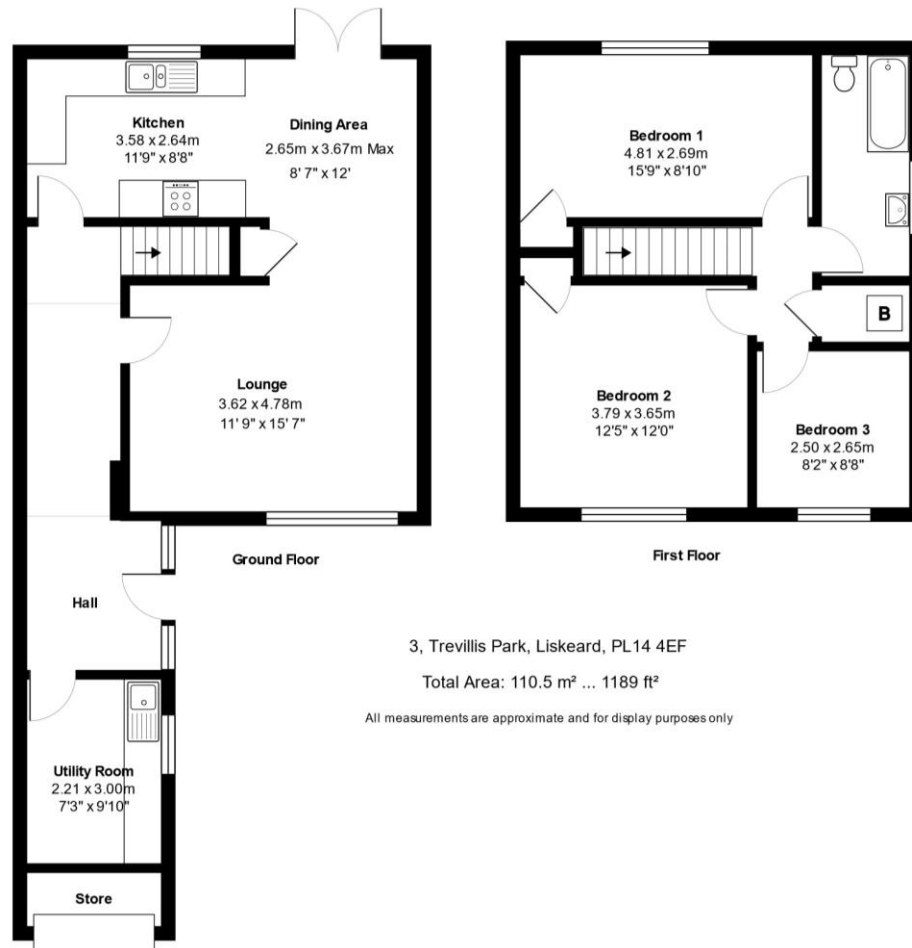 Kitchen
3.58 x 2.64m
11'9" x 8'8"
Dining Area
2.65m x 3.67m Max
8' 7" x 12'
Lounge
3.62 x 4.78m
11' 9" x 15' 7"
Hall
Utility Room
2.21 x 3.00m
7'3" x 9'10"
Store
Ground Floor
Bedroom 1
4.81 x 2.69m
15'9" x 8'10"
B
Bedroom 2
3.79 x 3.65m
12'5" x 12'0"
Bedroom 3
2.50 x 2.65m
8'2" x 8'8"
First Floor
3, Trevillis Park, Liskeard, PL14 4EF
Total Area: 110.5 m² ... 1189 ft²
All measurements are approximate and for display purposes only